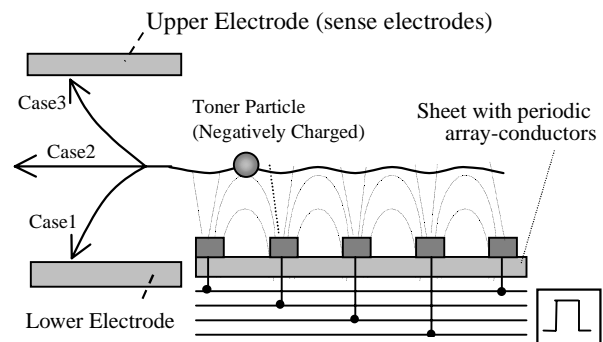 Upper Electrode (sense electrodes)
Case3
Toner Particle
(Negatively Charged)
Sheet with periodic
array-conductors
Case2
Case1
Lower Electrode